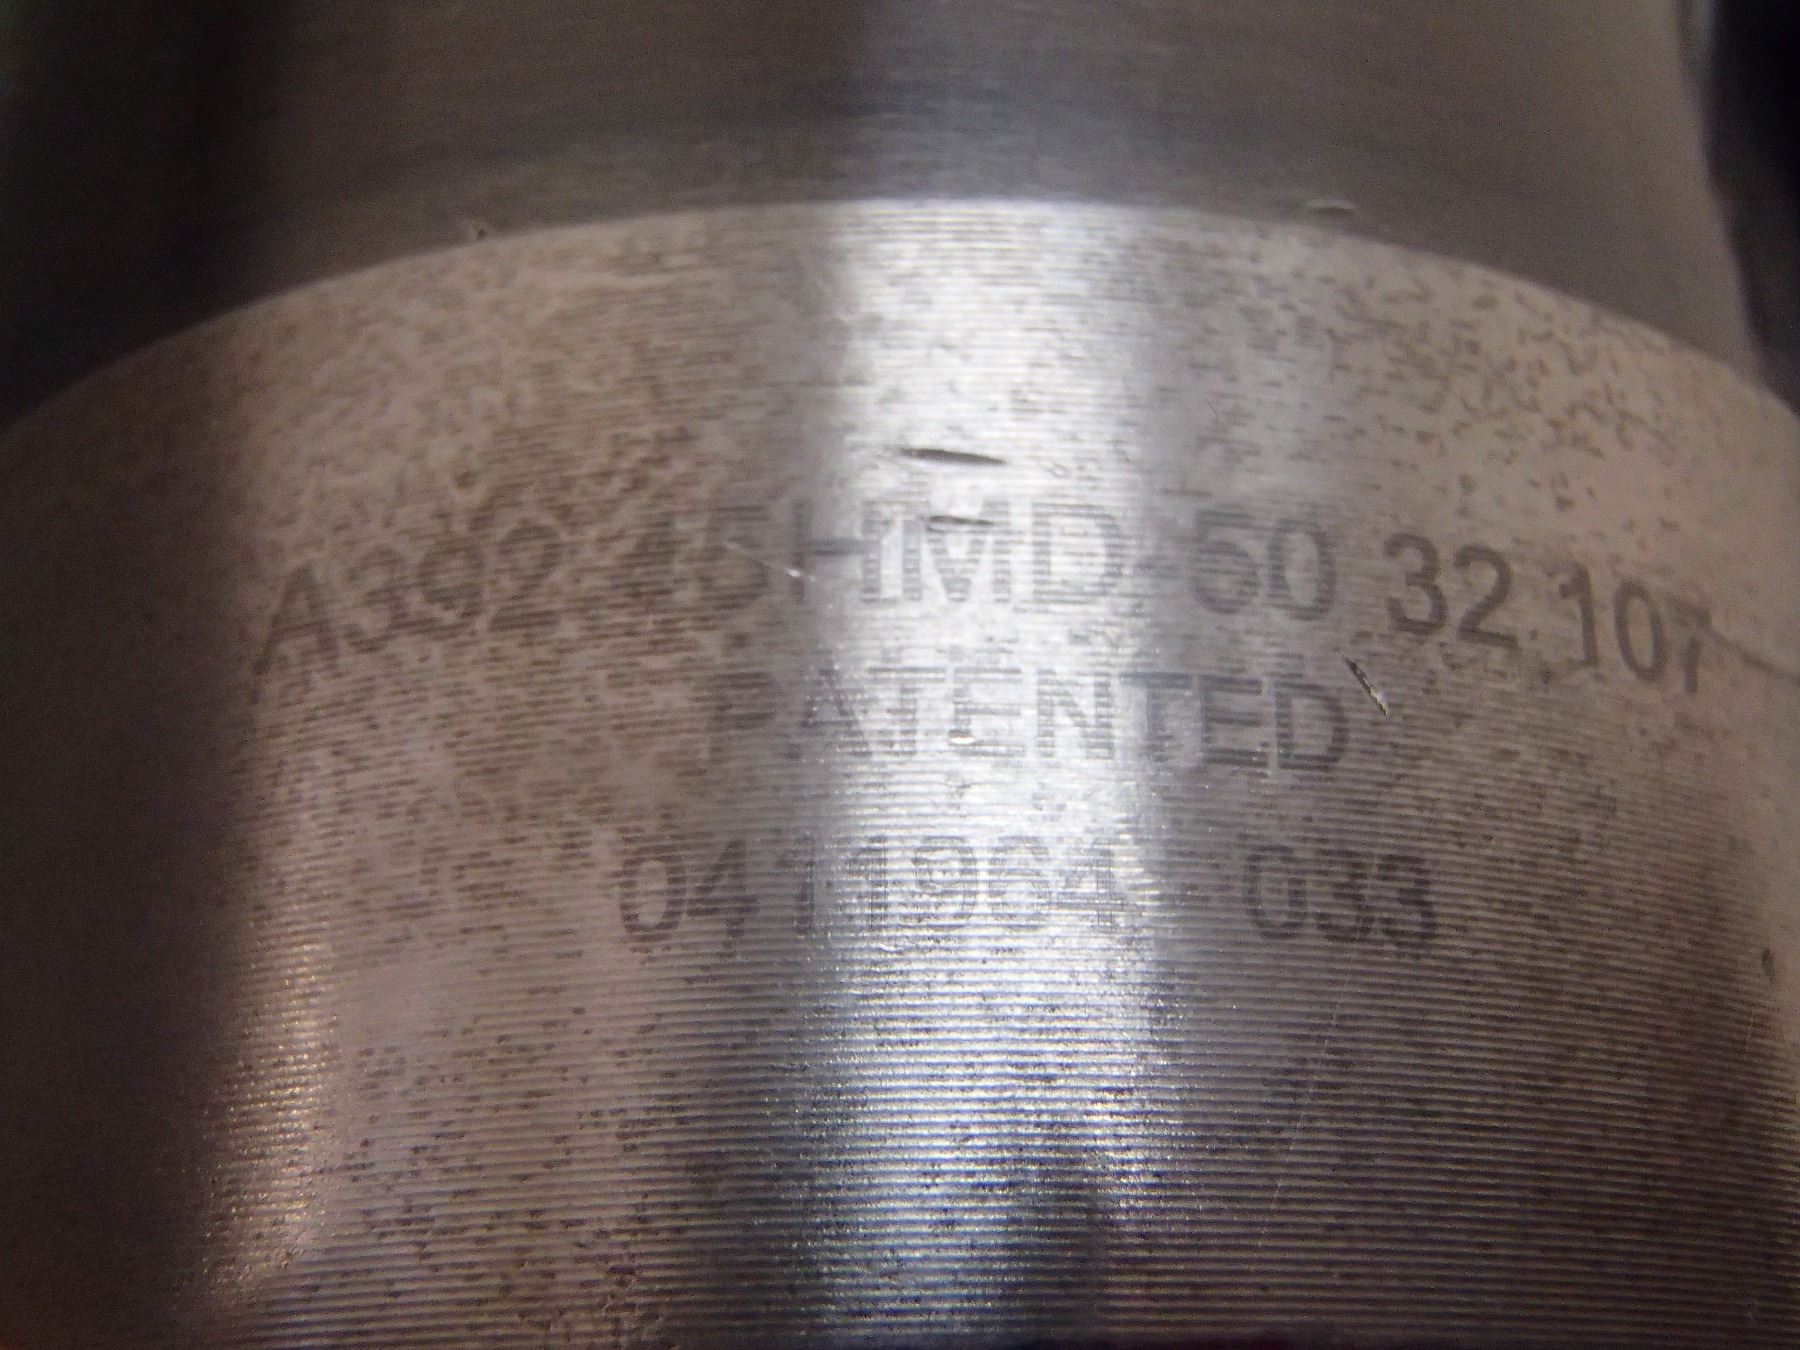 A392.45HMD.50 32 107
PATENTED
0411964 - 033